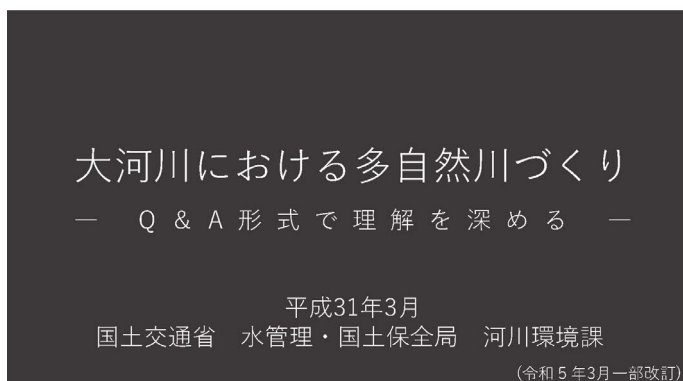 大河川における多自然川づくり
― Q&A形式で理解を深める ―
平成31年3月
国土交通省 水管理・国土保全局 河川環境課
(令和5年3月一部改訂)